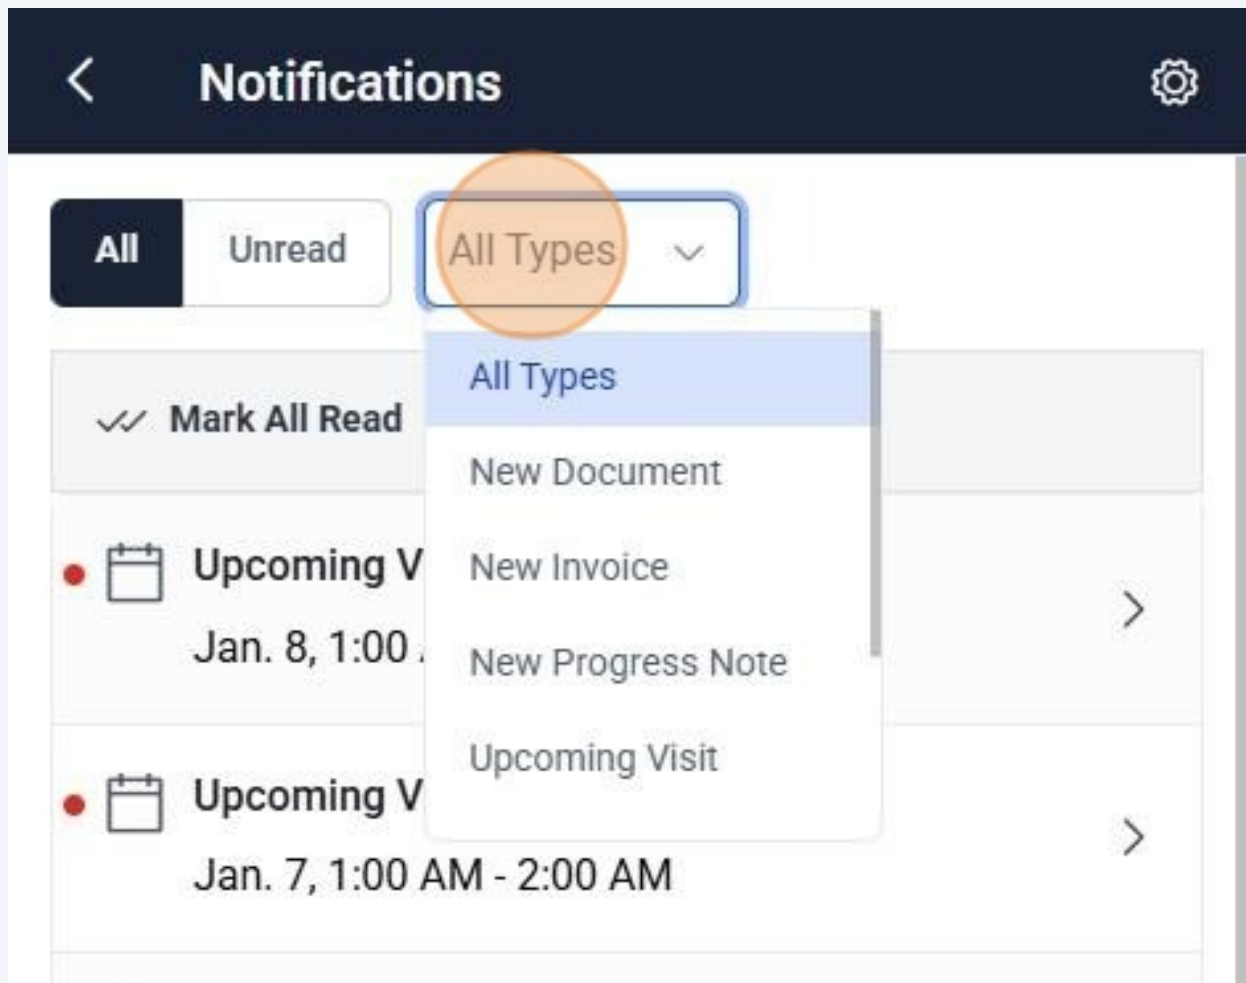 Notifications
All Unread All Types
All Types
Mark All Read
New Document
Upcoming V
New Invoice
Jan. 8, 1:00
New Progress Note
Upcoming Visit
Upcoming V
Jan. 7, 1:00 AM - 2:00 AM